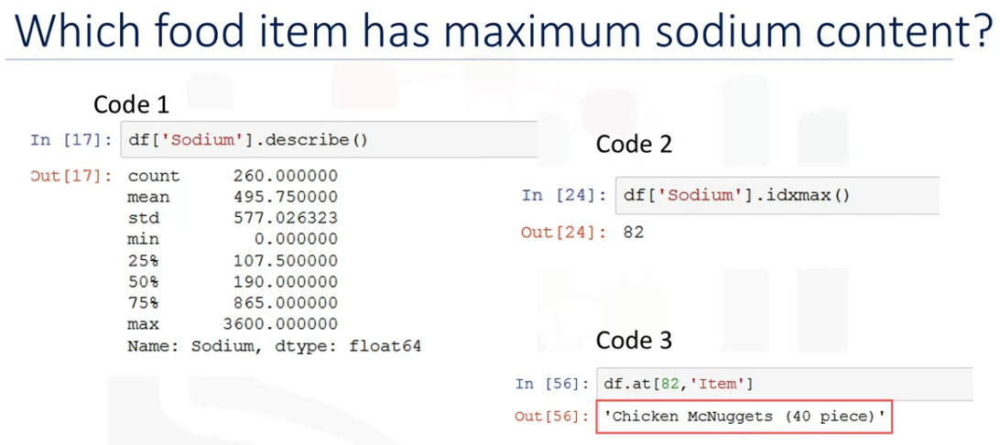 Which food item has maximum sodium content?
Code 1
In [17]: df['Sodium'].describe()
Out[17]: count 260.000000
mean 495.750000
std 577.026323
min 0.000000
25% 107.500000
50% 190.000000
75% 865.000000
max 3600.000000
Name: Sodium, dtype: float64
Code 2
In [24]: df['Sodium'].idxmax()
Out[24]: 82
Code 3
In [56]: df.at[82,'Item']
Out[56]: 'Chicken McNuggets (40 piece)'